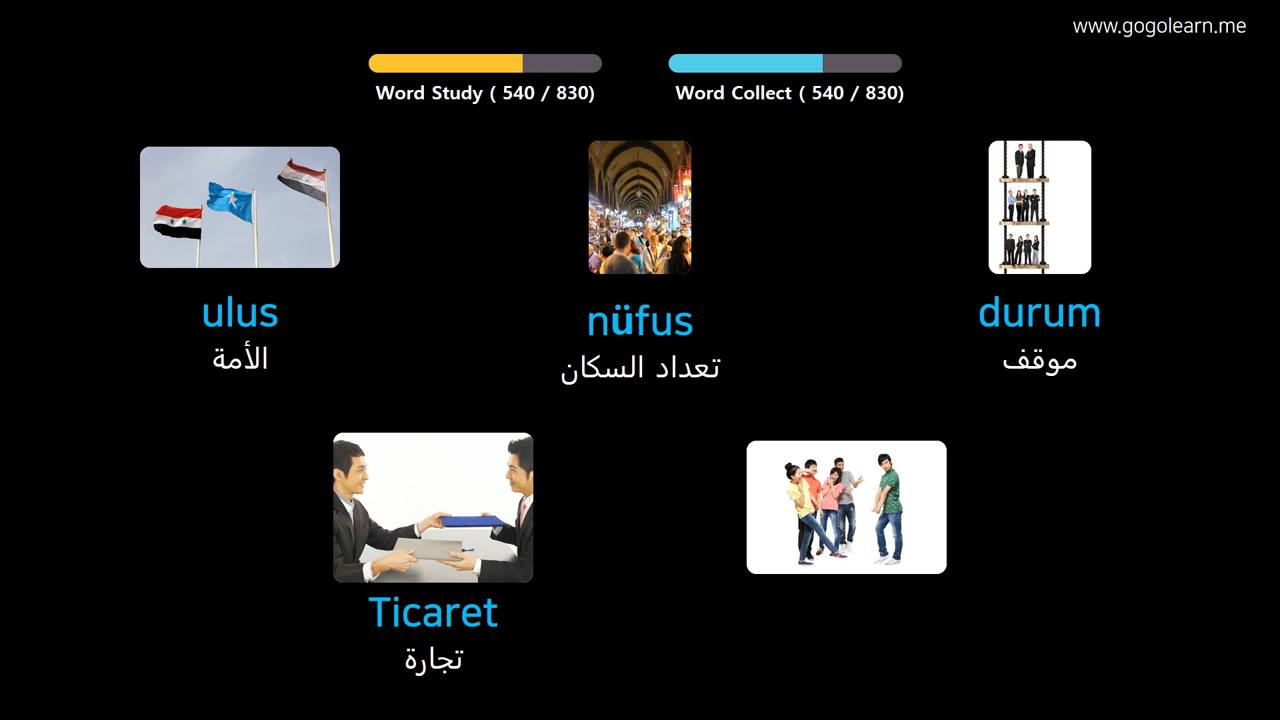 www.gogolearn.me
Word Study ( 540 / 830)
Word Collect ( 540 / 830)
ulus
الأمة
nüfus
تعداد السكان
durum
موقف
Ticaret
تجارة